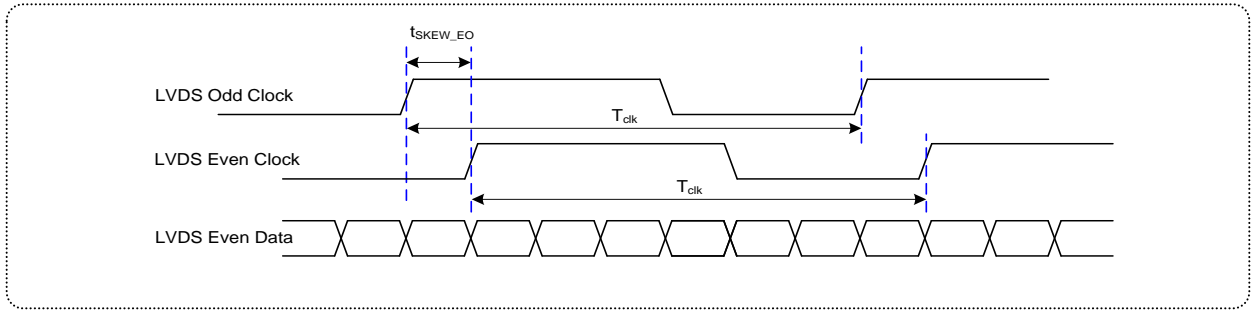 tSKEW_EO
LVDS Odd Clock
Tclk
LVDS Even Clock
Tclk
LVDS Even Data